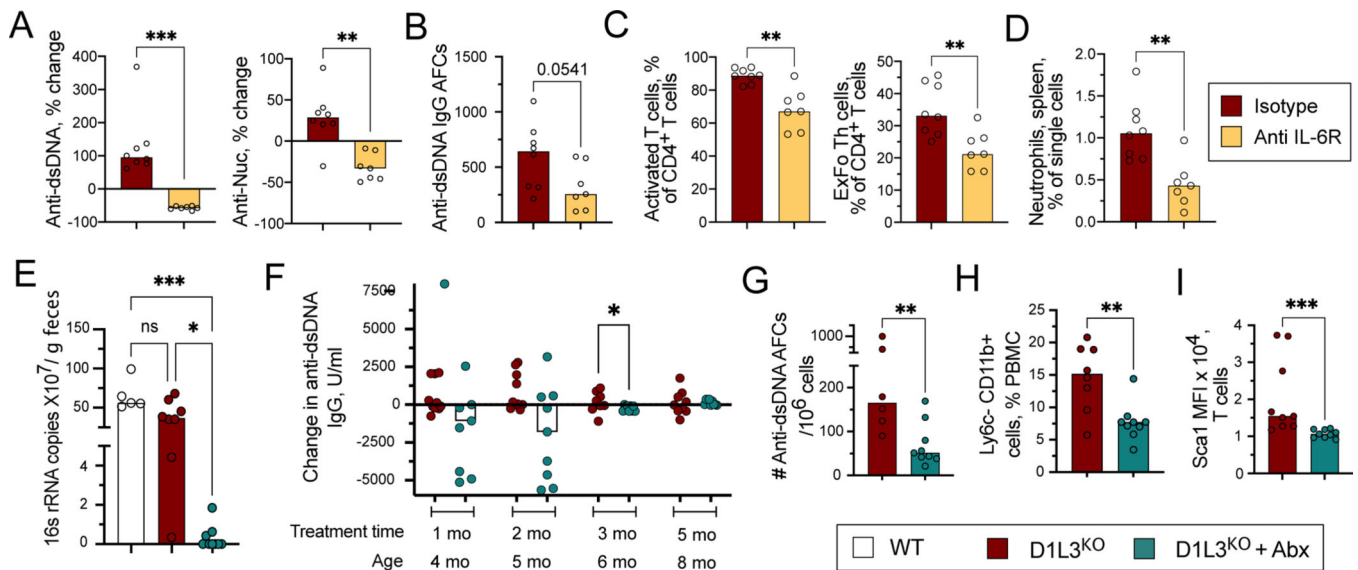 A
Anti-dsDNA, % change
400
300
200
100
0
-100
***
Anti-Nuc, % change
100
50
0
-50
-100
**
B
Anti-dsDNA IgG AFCs
1500
1000
500
0
0.0541
C
Activated T cells, %
of CD4+ T cells
100
80
60
40
20
0
**
ExFo Th cells,
% of CD4+ T cells
50
40
30
20
10
0
**
D
Neutrophils, spleen,
% of single cells
2.0
1.5
1.0
0.5
0.0
**
Isotype
Anti IL-6R
E
16s rRNA copies X10⁷/ g feces
150
100
50
4
2
0
***
ns
*
F
Change in anti-dsDNA
IgG, U/ml
7500
5000
2500
0
-2500
-5000
*
Treatment time
1 mo
2 mo
3 mo
5 mo
Age
4 mo
5 mo
6 mo
8 mo
G
# Anti-dsDNA AFCs
/10⁶ cells
1000
200
100
0
**
H
Ly6c- CD11b+
cells, % PBMC
25
20
15
10
5
0
**
I
Sca1 MFI x 10⁴,
T cells
4
3
2
1
0
***
WT
D1L3ᴷᴼ
D1L3ᴷᴼ + Abx